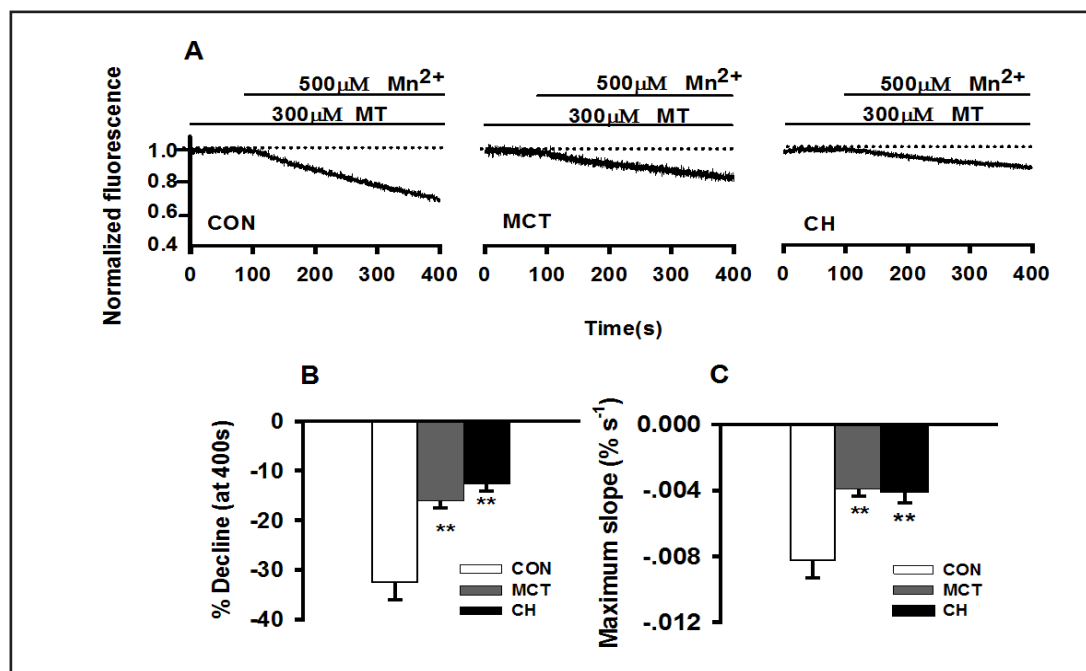 A
500μM Mn2+
300μM MT
500μM Mn2+
300μM MT
500μM Mn2+
300μM MT
Normalized fluorescence
1.0
0.8
0.6
0.4
CON
MCT
CH
0 100 200 300 400
0 100 200 300 400
0 100 200 300 400
Time(s)
B
% Decline (at 400s)
0
-10
-20
-30
-40
**
**
CON
MCT
CH
C
Maximum slope (% s-1)
0.000
-.004
-.008
-.012
**
**
CON
MCT
CH